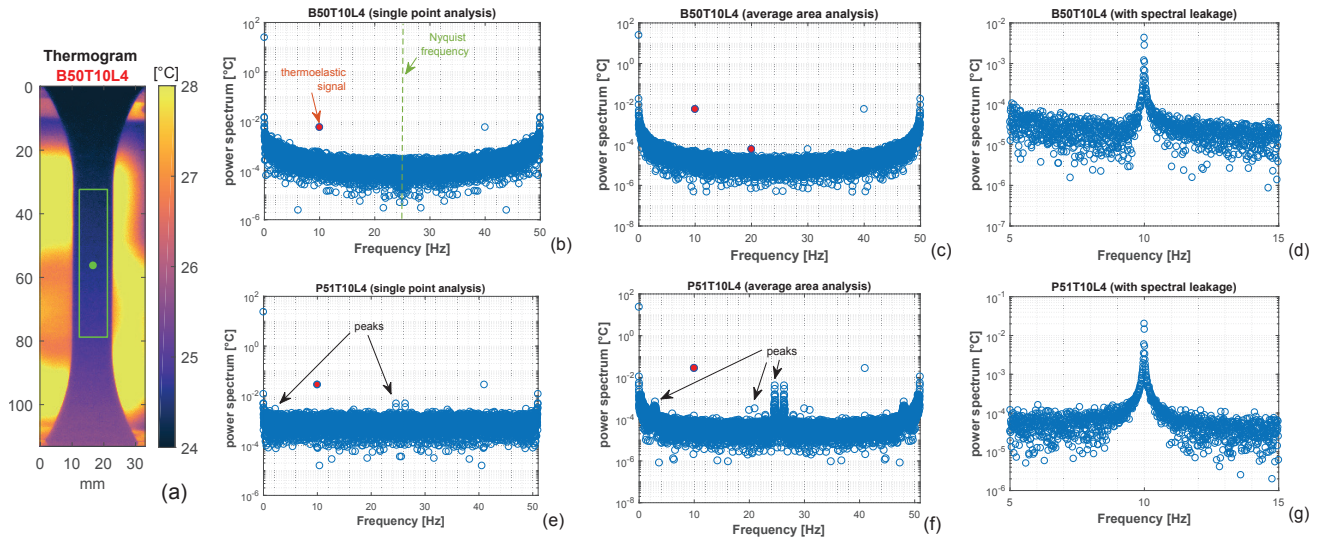 Thermogram
B50T10L4
[°C]
0
20
40
60
80
100
0 10 20 30
mm
28
27
26
25
24
(a)
B50T10L4 (single point analysis)
power spectrum [°C]
10^2
10^0
10^-2
10^-4
10^-6
Nyquist
frequency
thermoelastic
signal
0 10 20 30 40 50
Frequency [Hz]
(b)
B50T10L4 (average area analysis)
power spectrum [°C]
10^2
10^0
10^-2
10^-4
10^-6
10^-8
0 10 20 30 40 50
Frequency [Hz]
(c)
B50T10L4 (with spectral leakage)
power spectrum [°C]
10^-2
10^-3
10^-4
10^-5
10^-6
10^-7
5 10 15
Frequency [Hz]
(d)
P51T10L4 (single point analysis)
power spectrum [°C]
10^2
10^0
10^-2
10^-4
10^-6
peaks
0 10 20 30 40 50
Frequency [Hz]
(e)
P51T10L4 (average area analysis)
power spectrum [°C]
10^2
10^0
10^-2
10^-4
10^-6
10^-8
peaks
0 10 20 30 40 50
Frequency [Hz]
(f)
P51T10L4 (with spectral leakage)
power spectrum [°C]
10^-1
10^-2
10^-3
10^-4
10^-5
10^-6
5 10 15
Frequency [Hz]
(g)